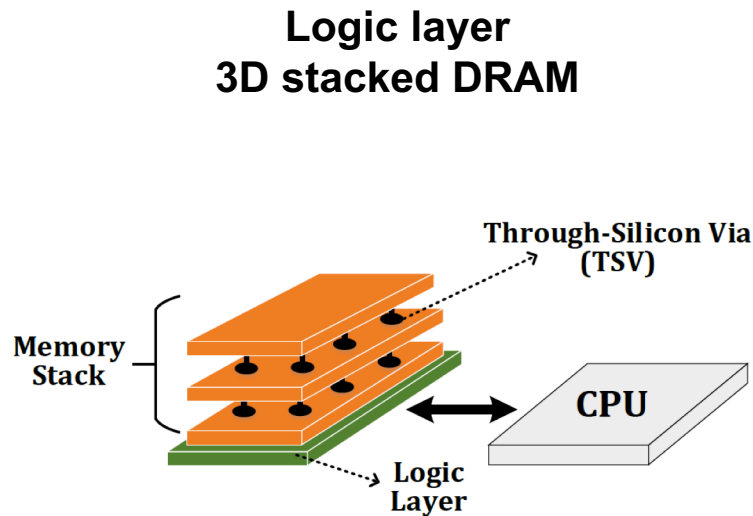 Logic layer
3D stacked DRAM
Through-Silicon Via
(TSV)
Memory
Stack
CPU
Logic
Layer